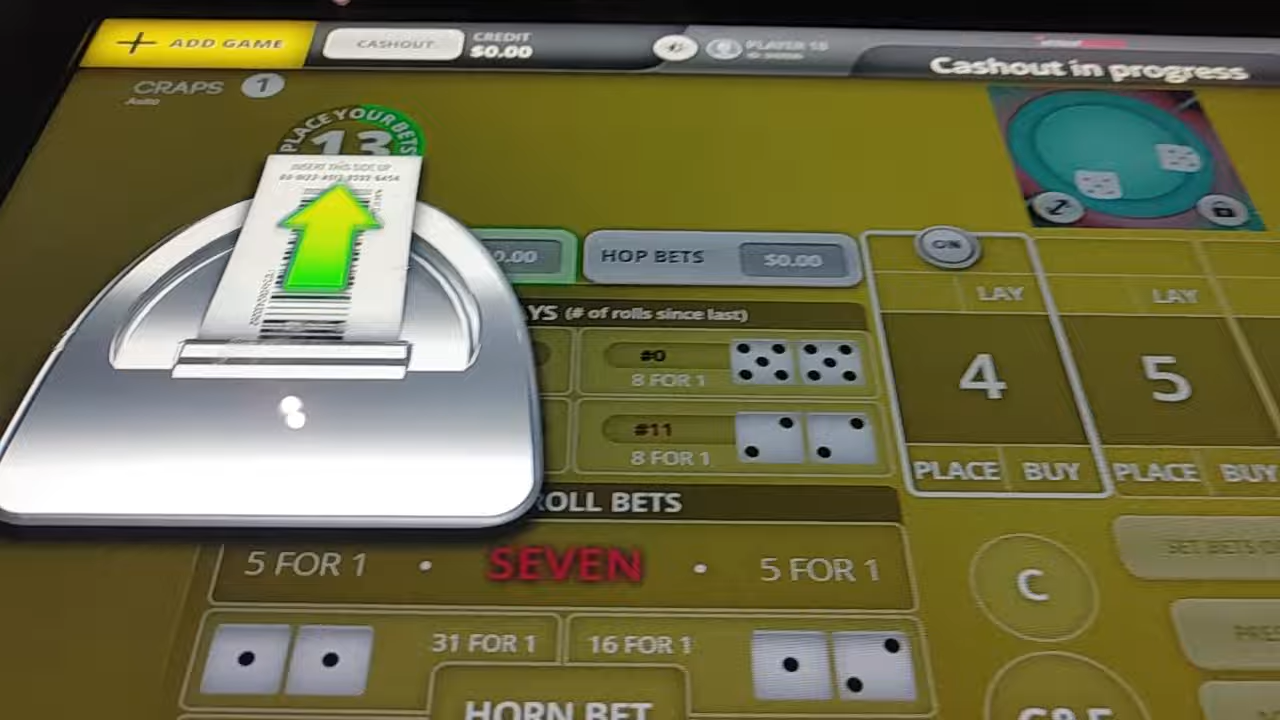 ADD GAME
CASHOUT
CREDIT
$0.00
PLAYER
Cashout in progress
CRAPS
1
Auto
PLACE YOUR BETS
13
INSERT THIS SIDE UP
HOP BETS
$0.00
ON
LAY
LAY
YS (# of rolls since last)
#0
8 FOR 1
4
5
#11
8 FOR 1
PLACE
BUY
PLACE
BUY
ROLL BETS
5 FOR 1
•
SEVEN
•
5 FOR 1
C
31 FOR 1
16 FOR 1
HORN BET
C&E